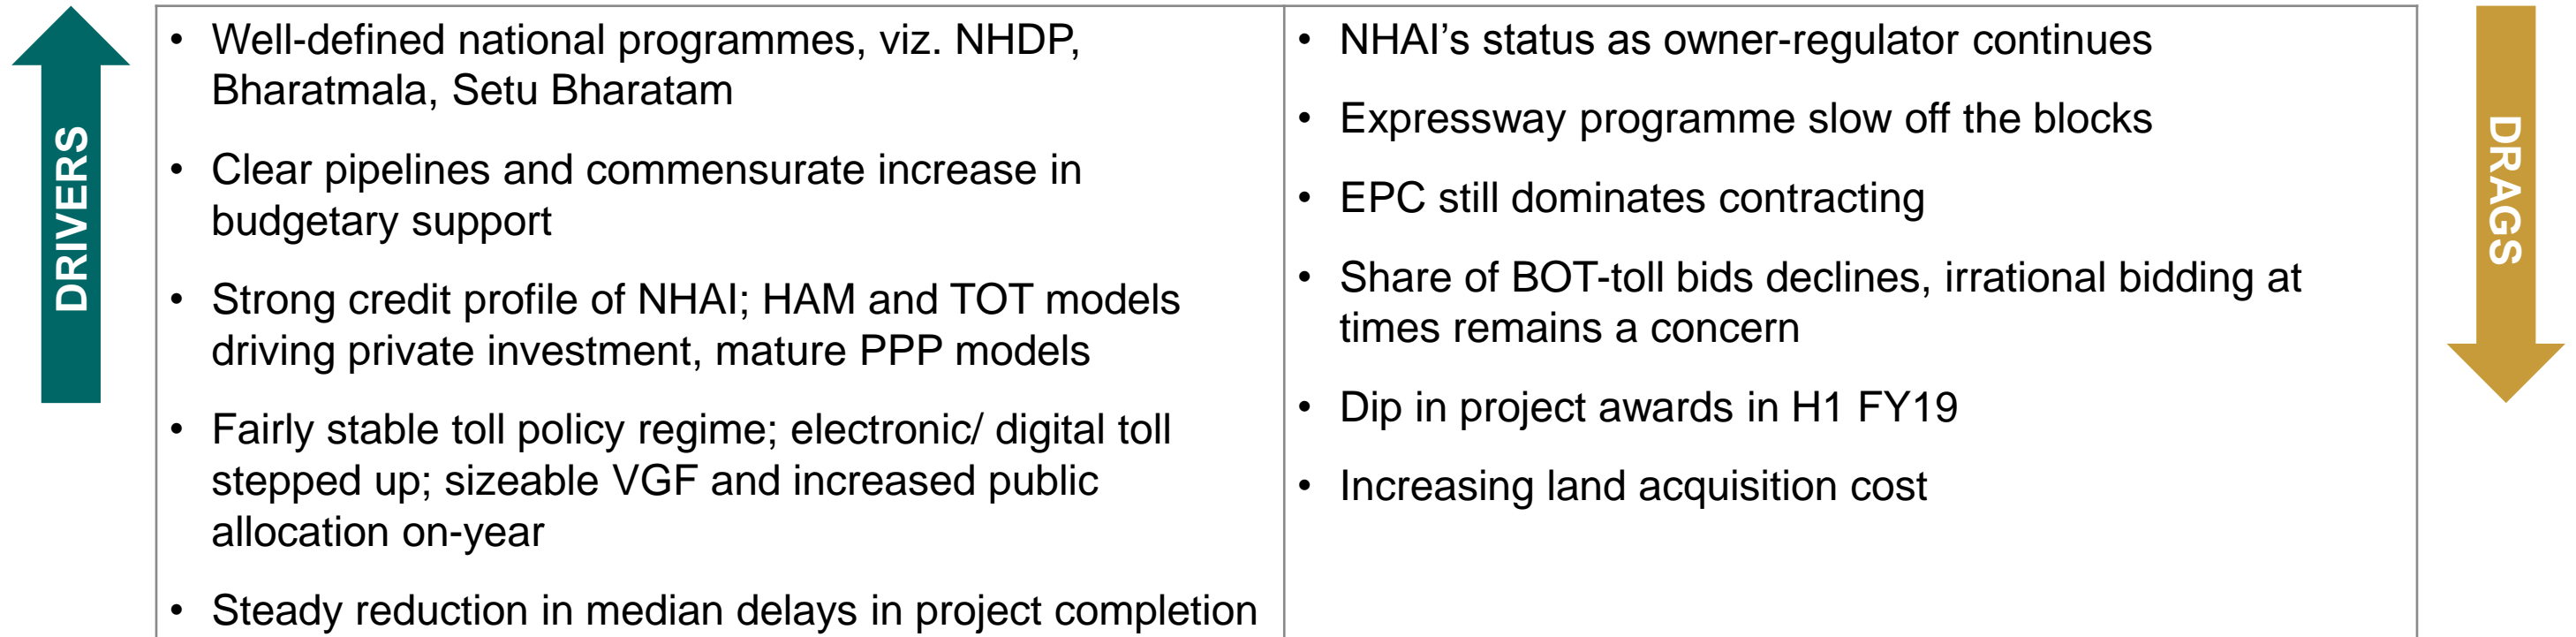 DRIVERS
• Well-defined national programmes, viz. NHDP,
Bharatmala, Setu Bharatam
• Clear pipelines and commensurate increase in
budgetary support
• Strong credit profile of NHAI; HAM and TOT models
driving private investment, mature PPP models
• Fairly stable toll policy regime; electronic/ digital toll
stepped up; sizeable VGF and increased public
allocation on-year
• Steady reduction in median delays in project completion
• NHAI’s status as owner-regulator continues
• Expressway programme slow off the blocks
• EPC still dominates contracting
• Share of BOT-toll bids declines, irrational bidding at
times remains a concern
• Dip in project awards in H1 FY19
• Increasing land acquisition cost
DRAGS